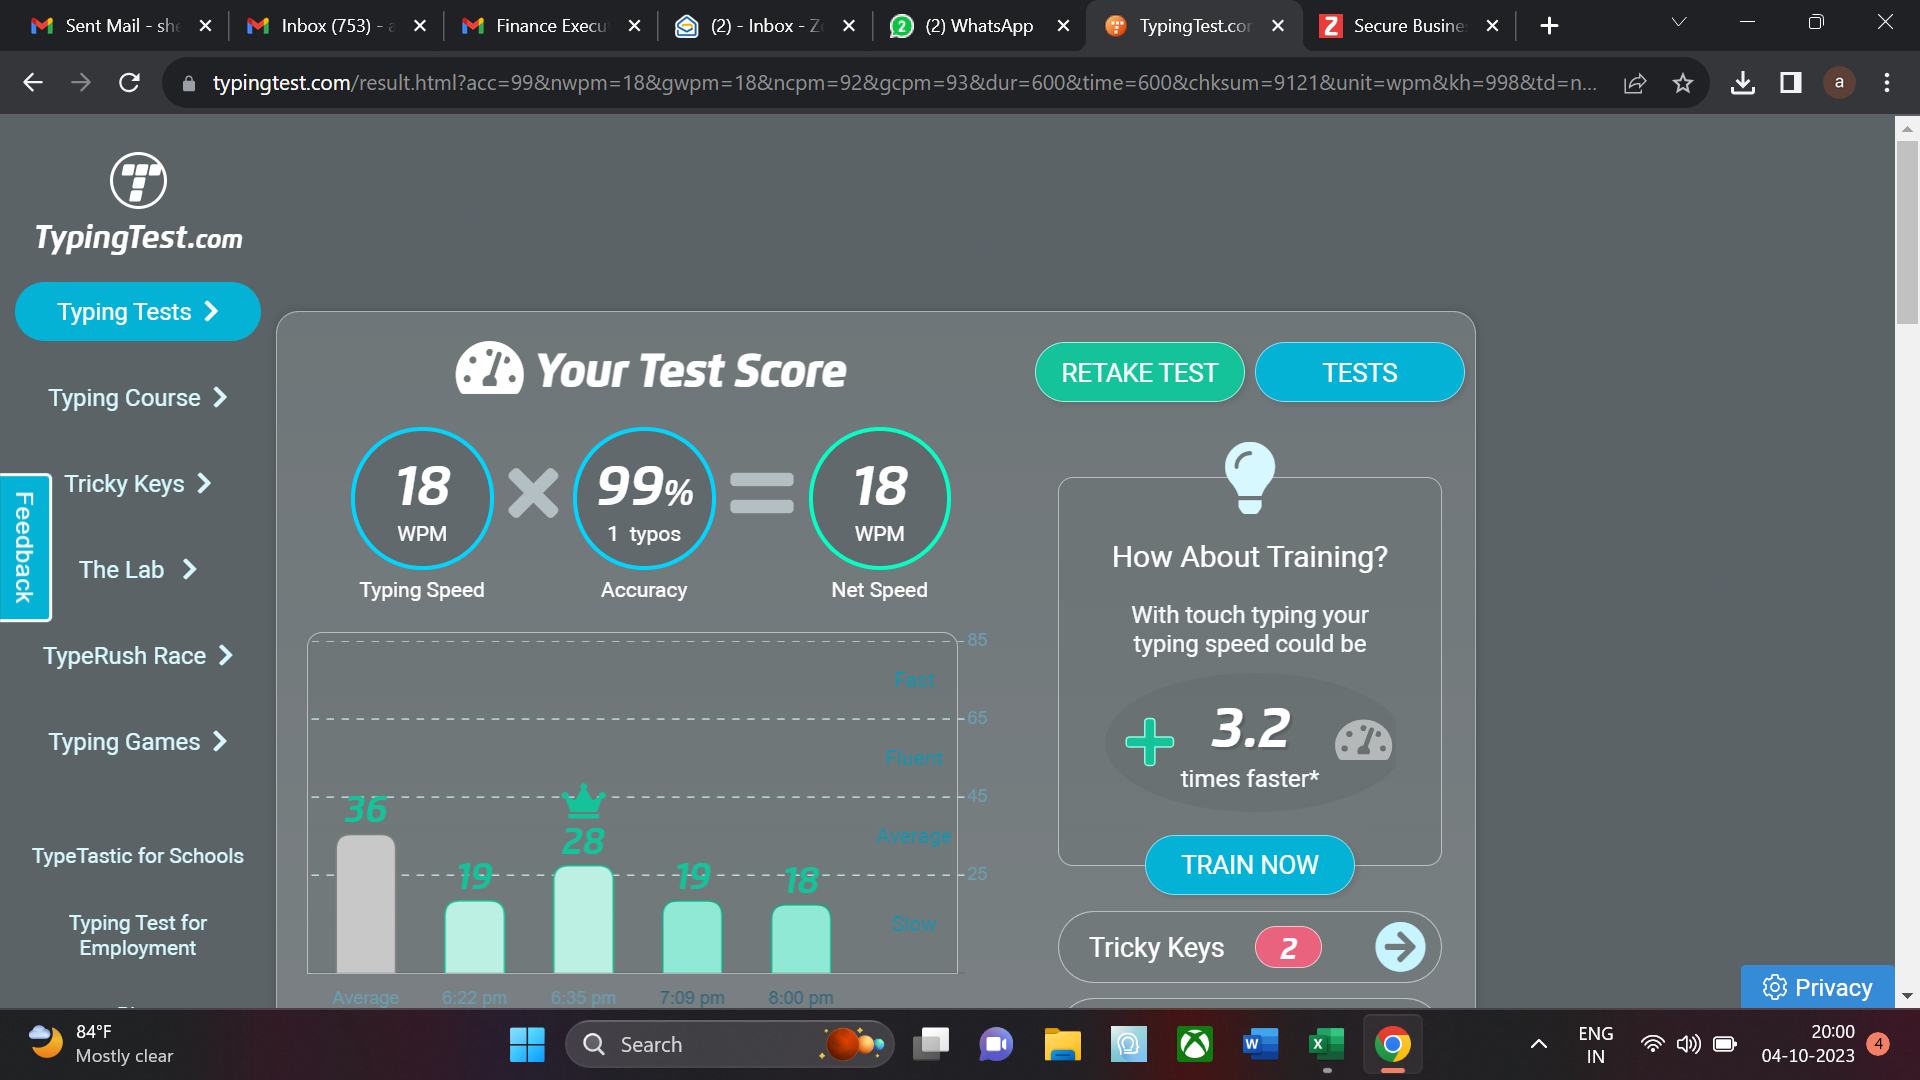 Sent Mail - she
Inbox (753) - a
Finance Execu
(2) - Inbox - Zo
2
(2) WhatsApp
TypingTest.com
Z
Secure Busine
typingtest.com/result.html?acc=99&nwpm=18&gwpm=18&ncpm=92&gcpm=93&dur=600&time=600&chksum=9121&unit=wpm&kh=998&td=n...
a
TypingTest.com
Typing Tests
Typing Course
Tricky Keys
Feedback
The Lab
TypeRush Race
Typing Games
TypeTastic for Schools
Typing Test for
Employment
Your Test Score
RETAKE TEST
TESTS
18
WPM
Typing Speed
99%
1 typos
Accuracy
18
WPM
Net Speed
85
Fast
65
Fluent
45
Average
25
Slow
36
19
28
19
18
Average
6:22 pm
6:35 pm
7:09 pm
8:00 pm
How About Training?
With touch typing your
typing speed could be
3.2
times faster*
TRAIN NOW
Tricky Keys
2
Privacy
84°F
Mostly clear
Search
W
X
ENG
IN
20:00
04-10-2023
4